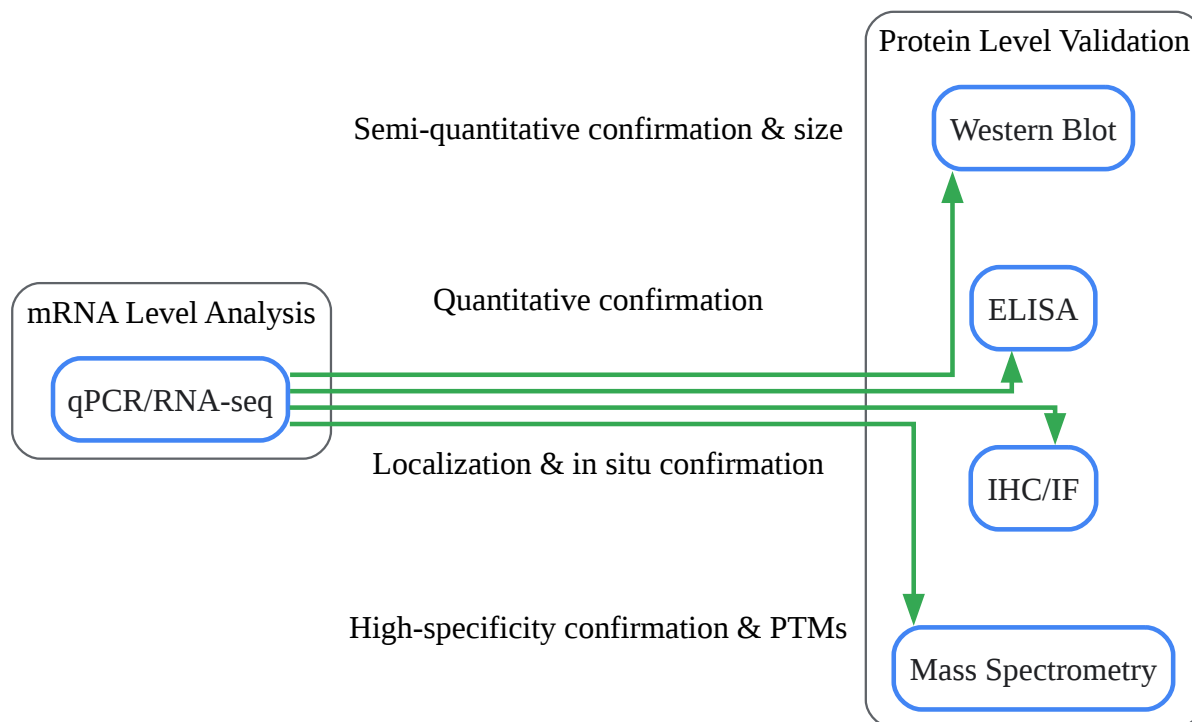 Protein Level Validation
Semi-quantitative confirmation & size
Western Blot
Quantitative confirmation
ELISA
mRNA Level Analysis
qPCR/RNA-seq
Localization & in situ confirmation
IHC/IF
High-specificity confirmation & PTMs
Mass Spectrometry